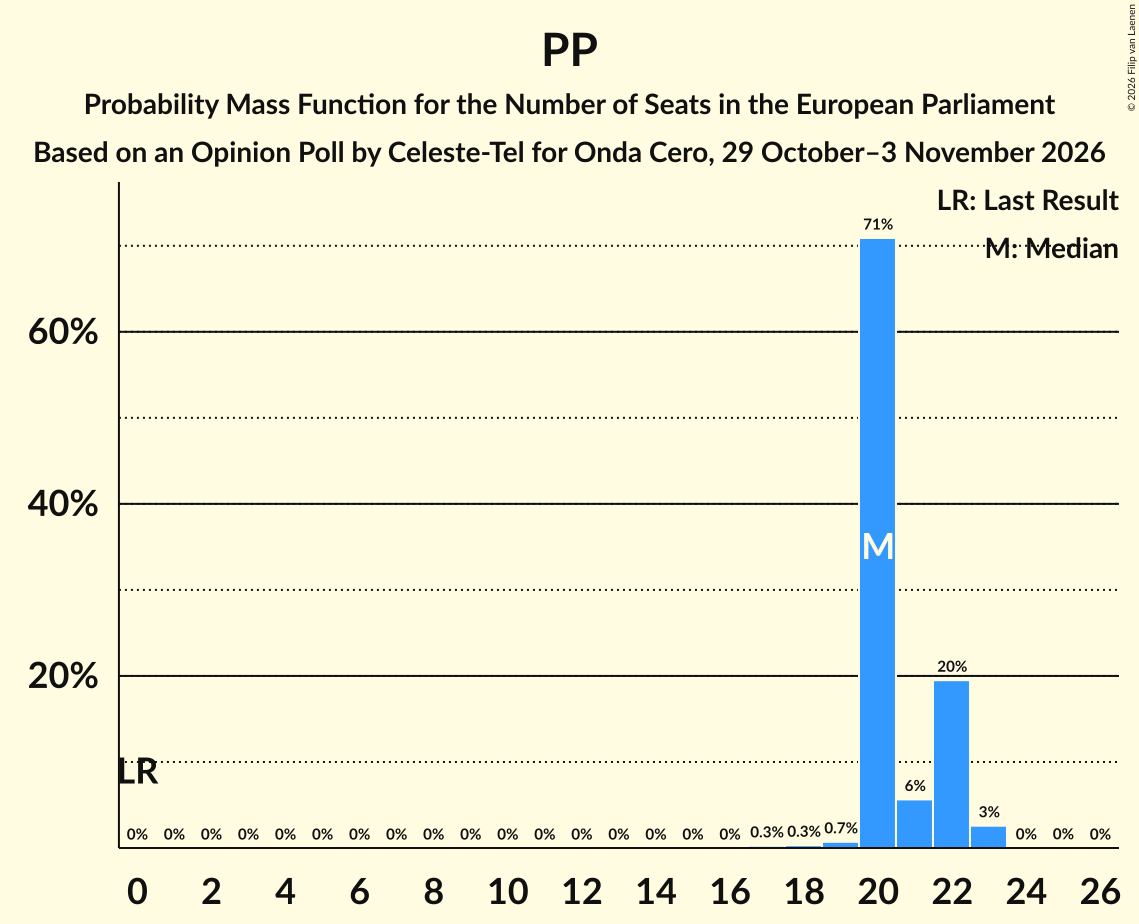 PP
Probability Mass Function for the Number of Seats in the European Parliament
Based on an Opinion Poll by Celeste-Tel for Onda Cero, 29 October–3 November 2026
© 2026 Filip van Laenen
LR: Last Result
M: Median
71%
60%
40%
M
20%
20%
LR
6%
3%
0% 0% 0% 0% 0% 0% 0% 0% 0% 0% 0% 0% 0% 0% 0% 0% 0% 0.3% 0.3% 0.7% 0% 0% 0%
0 2 4 6 8 10 12 14 16 18 20 22 24 26